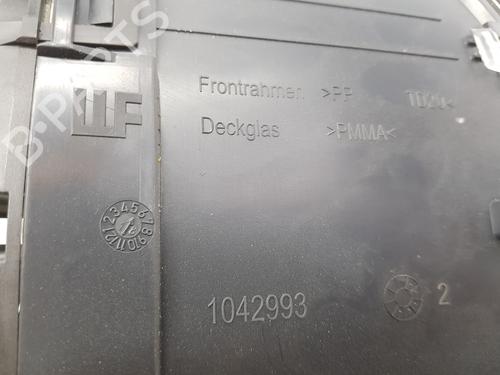 Frontrahmen >PP TD20<
Deckglas >PMMA<
1042993
2
B-PARTS